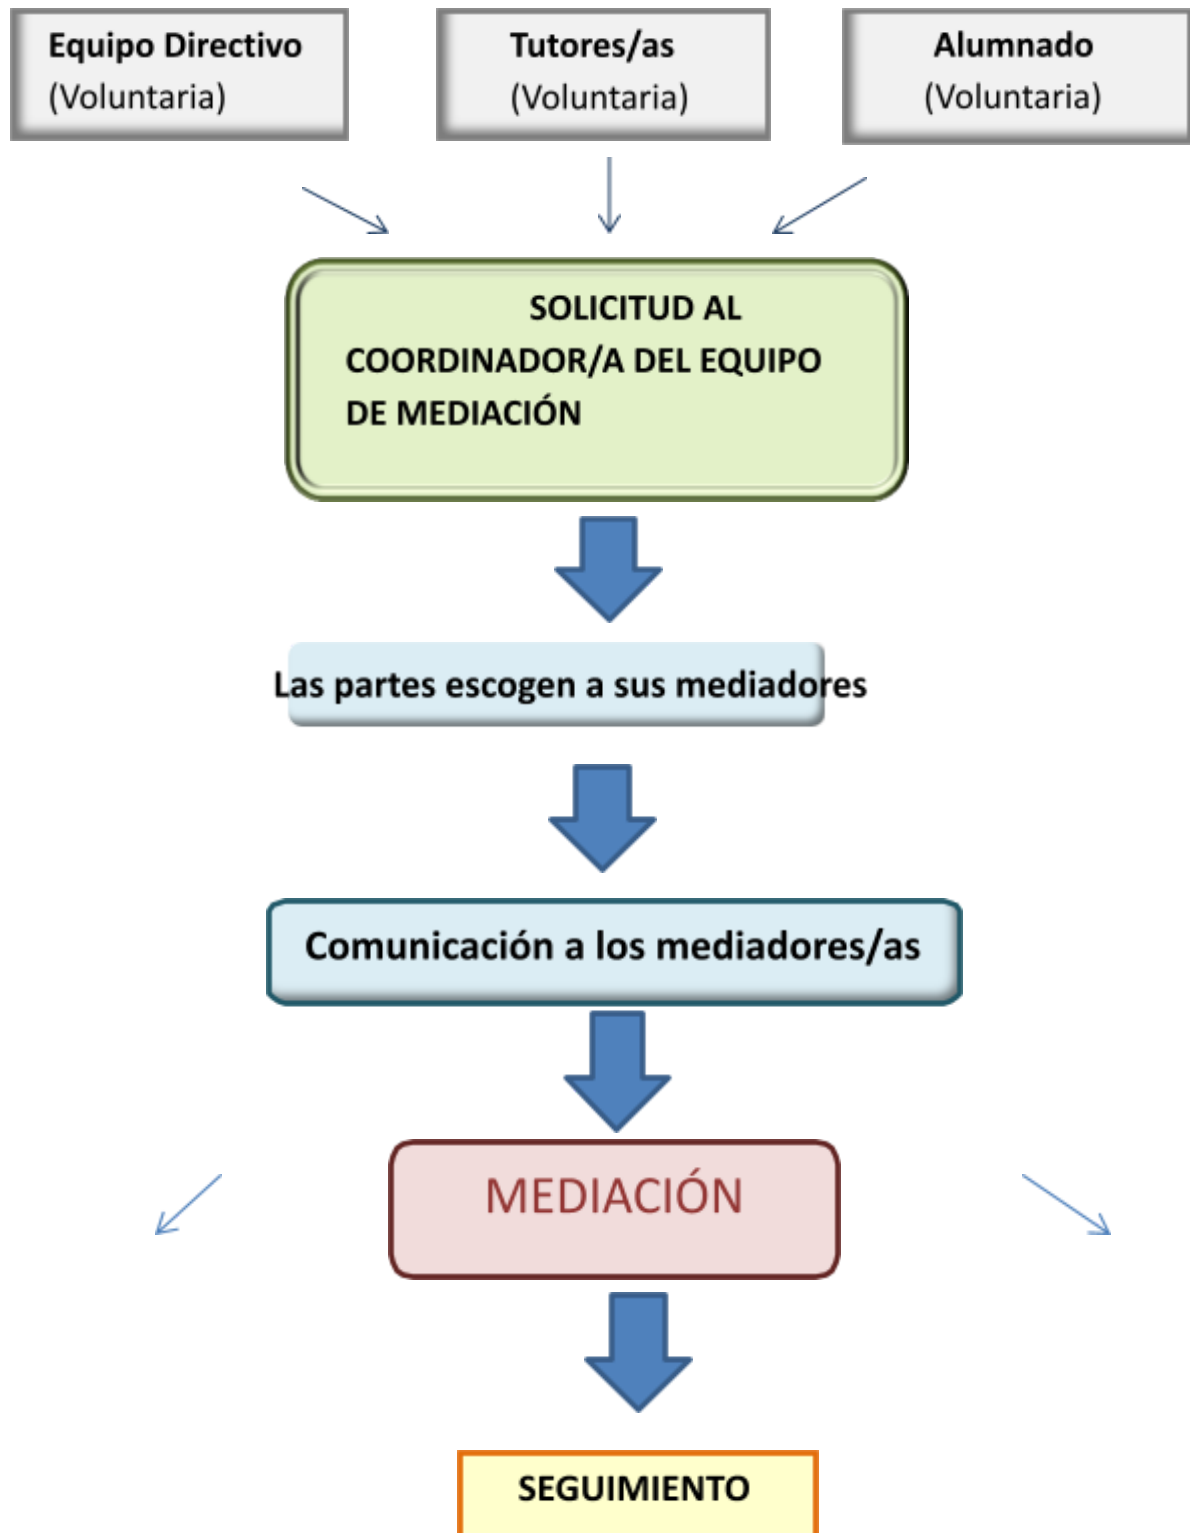 Equipo Directivo
(Voluntaria)
Tutores/as
(Voluntaria)
Alumnado
(Voluntaria)
SOLICITUD AL
COORDINADOR/A DEL EQUIPO
DE MEDIACIÓN
Las partes escogen a sus mediadores
Comunicación a los mediadores/as
MEDIACIÓN
SEGUIMIENTO